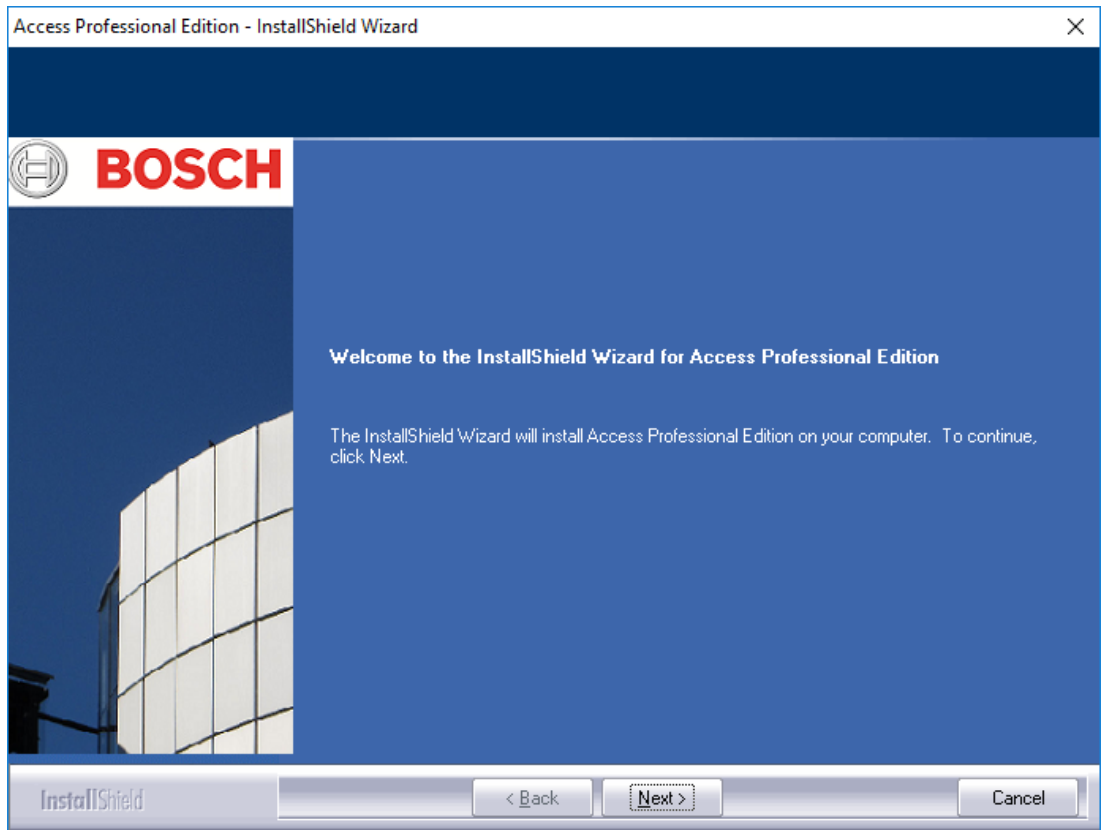 Access Professional Edition - InstallShield Wizard
BOSCH
Welcome to the InstallShield Wizard for Access Professional Edition
The InstallShield Wizard will install Access Professional Edition on your computer.  To continue,
click Next.
InstallShield
< Back
Next >
Cancel